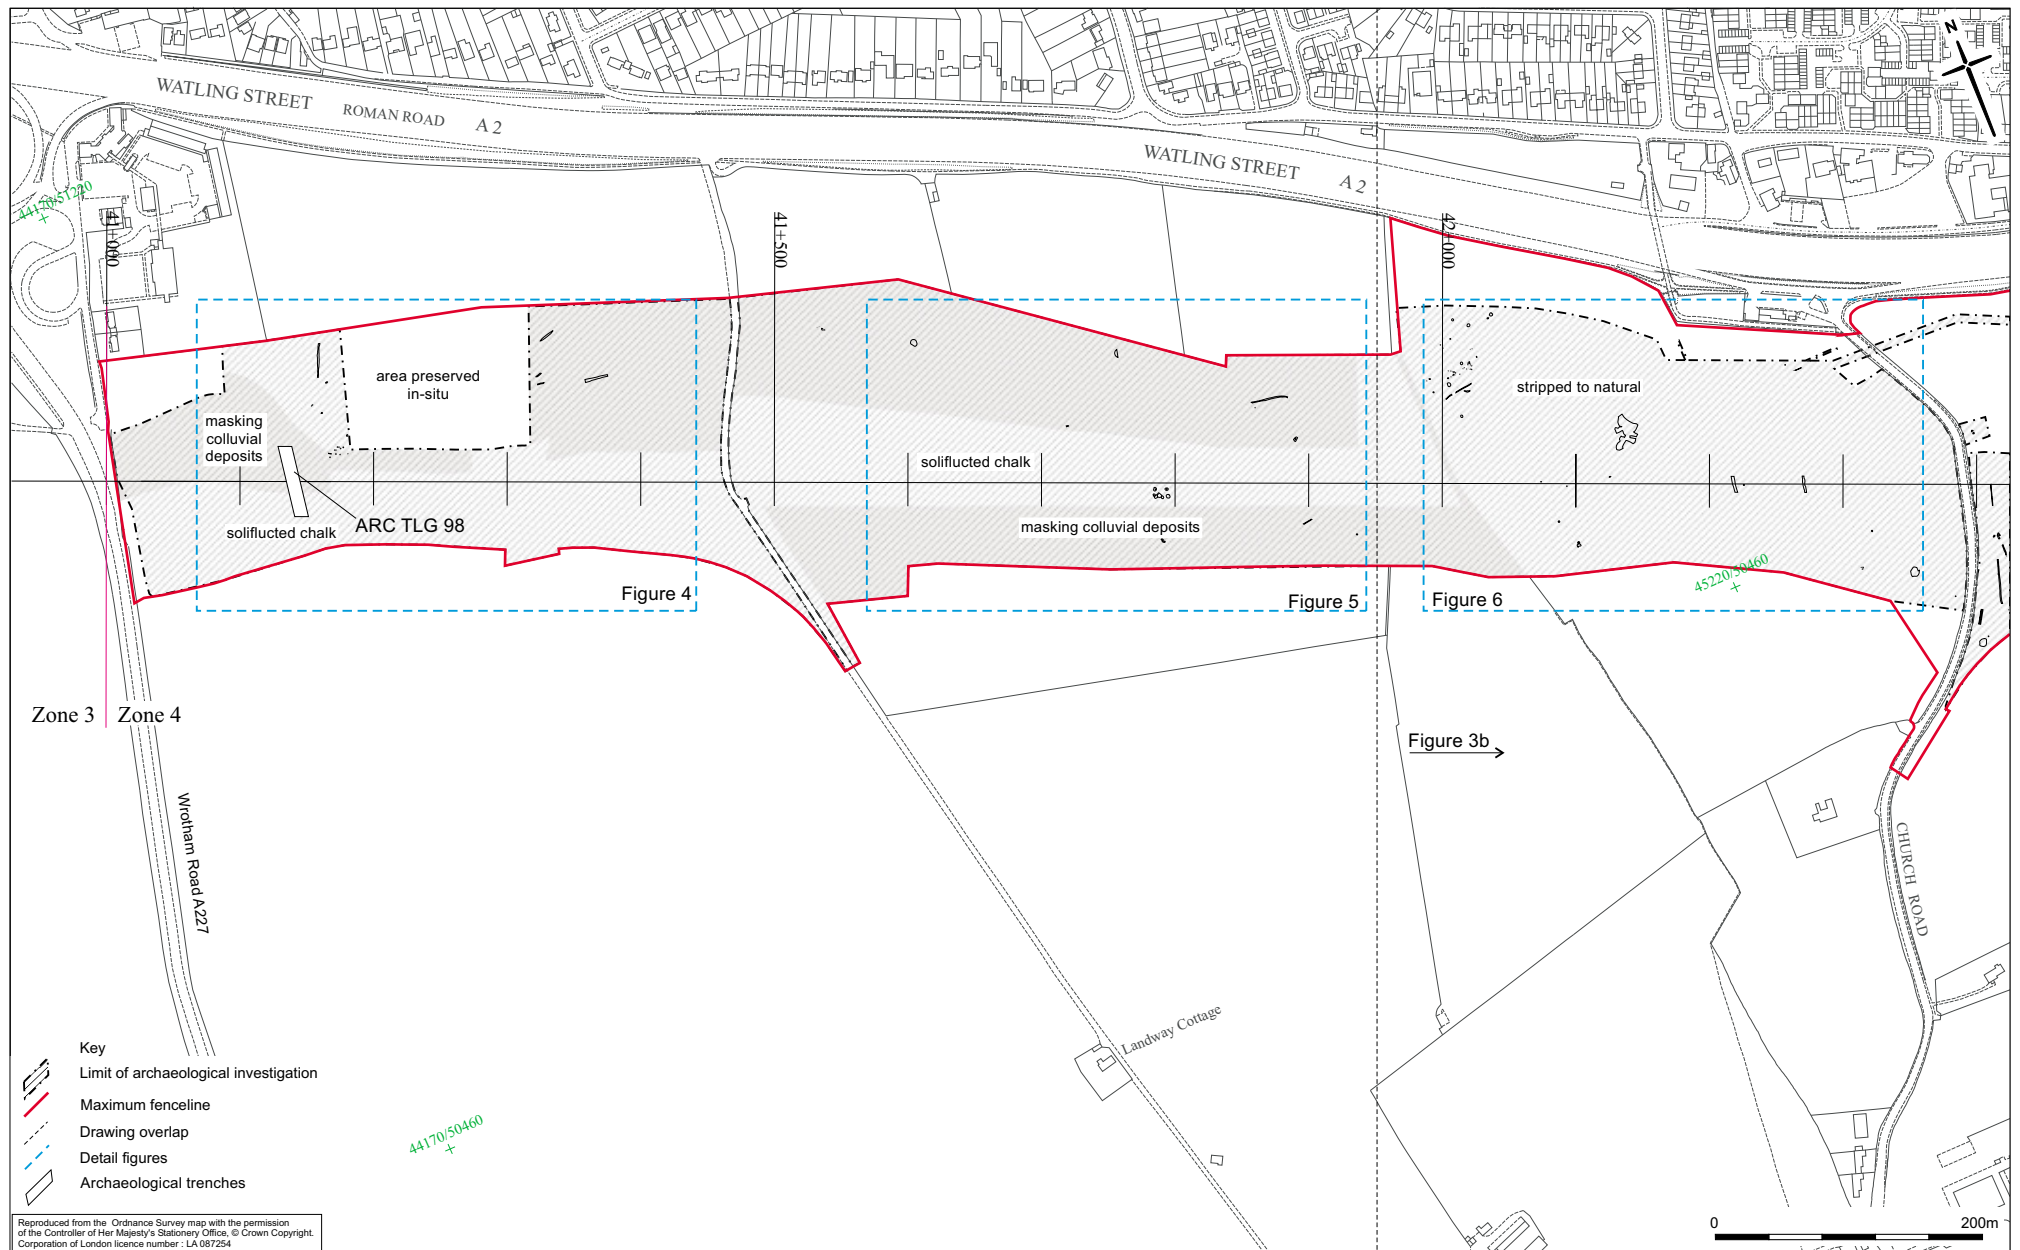 WATLING STREET
ROMAN ROAD
A 2
WATLING STREET
A 2
N
44170/51220
41+000
41+500
42+000
area preserved
in-situ
stripped to natural
masking
colluvial
deposits
soliflucted chalk
ARC TLG 98
soliflucted chalk
masking colluvial deposits
45220/50460
Figure 4
Figure 5
Figure 6
Zone 3
Zone 4
Figure 3b
Wrotham Road A227
CHURCH ROAD
Landway Cottage
44170/50460
Key
Limit of archaeological investigation
Maximum fenceline
Drawing overlap
Detail figures
Archaeological trenches
Reproduced from the Ordnance Survey map with the permission
of the Controller of Her Majesty's Stationery Office, © Crown Copyright.
Corporation of London licence number : LA 087254
0
200m